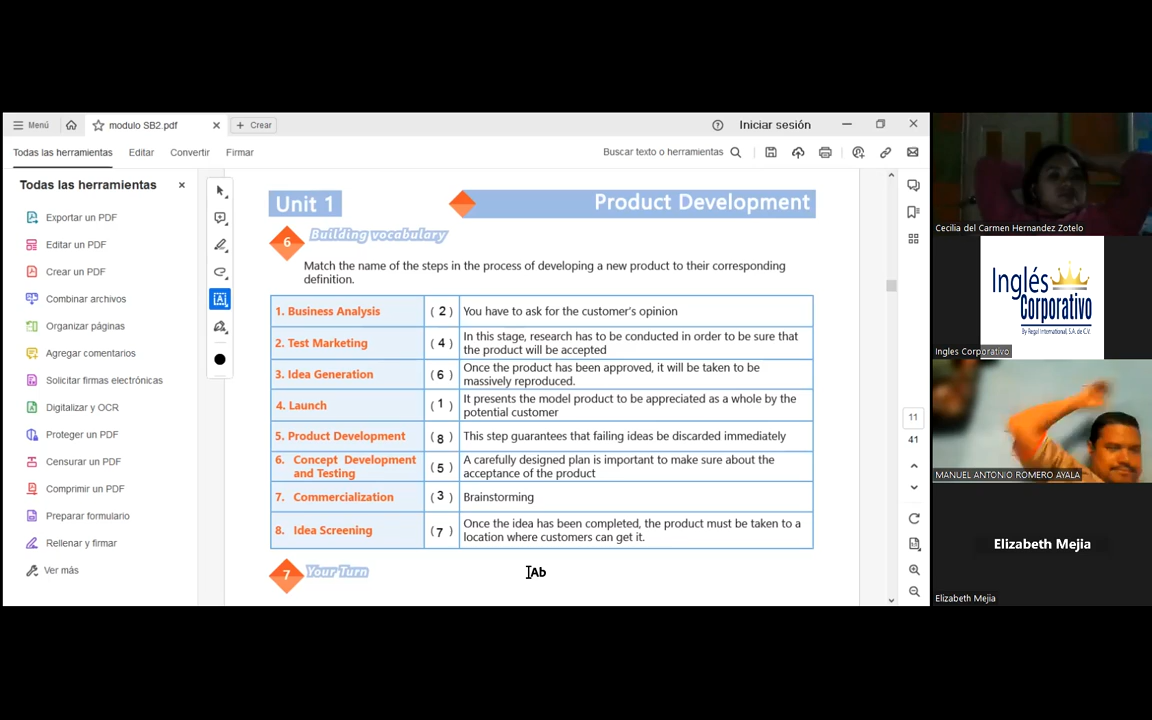 Menú
modulo SB2.pdf
Crear
Iniciar sesión
Todas las herramientas
Editar
Convertir
Firmar
Buscar texto o herramientas
Todas las herramientas
Exportar un PDF
Editar un PDF
Crear un PDF
Combinar archivos
Organizar páginas
Agregar comentarios
Solicitar firmas electrónicas
Digitalizar y OCR
Proteger un PDF
Censurar un PDF
Comprimir un PDF
Preparar formulario
Rellenar y firmar
Ver más
Unit 1
Product Development
6 Building vocabulary
Match the name of the steps in the process of developing a new product to their corresponding
definition.
1. Business Analysis ( 2 ) You have to ask for the customer's opinion
2. Test Marketing ( 4 ) In this stage, research has to be conducted in order to be sure that
the product will be accepted
3. Idea Generation ( 6 ) Once the product has been approved, it will be taken to be
massively reproduced.
4. Launch ( 1 ) It presents the model product to be appreciated as a whole by the
potential customer
5. Product Development ( 8 ) This step guarantees that failing ideas be discarded immediately
6. Concept Development
and Testing ( 5 ) A carefully designed plan is important to make sure about the
acceptance of the product
7. Commercialization ( 3 ) Brainstorming
8. Idea Screening ( 7 ) Once the idea has been completed, the product must be taken to a
location where customers can get it.
7 Your Turn
Ab
11
41
Cecilia del Carmen Hernandez Zotelo
Inglés
Corporativo
By Regal International, S.A. de C.V.
Ingles Corporativo
MANUEL ANTONIO ROMERO AYALA
Elizabeth Mejia
Elizabeth Mejia